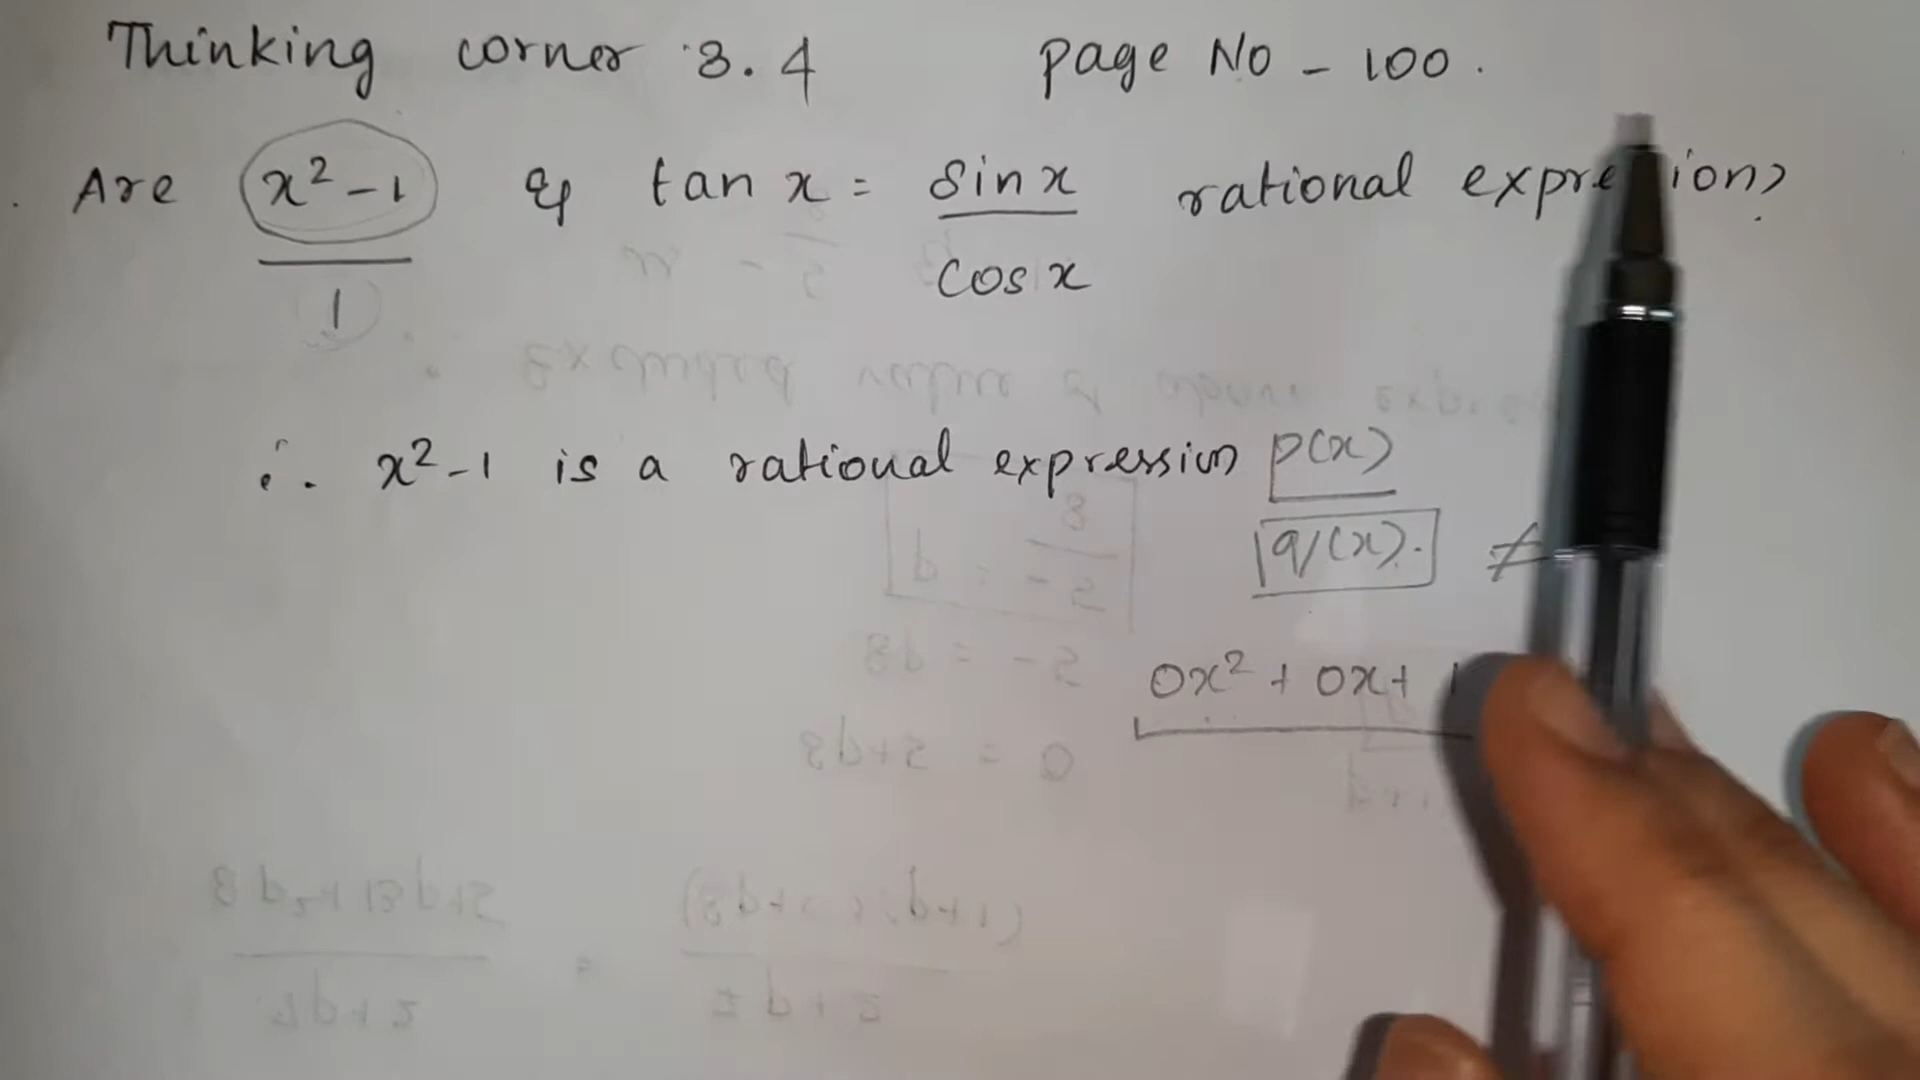 Thinking corner 3.4 page No - 100.
Are x² - 1 & tan x = sin x rational expre ion?
1 cos x
∴ x² - 1 is a rational expression p(x)
q(x). ≠
0x² + 0x + 1